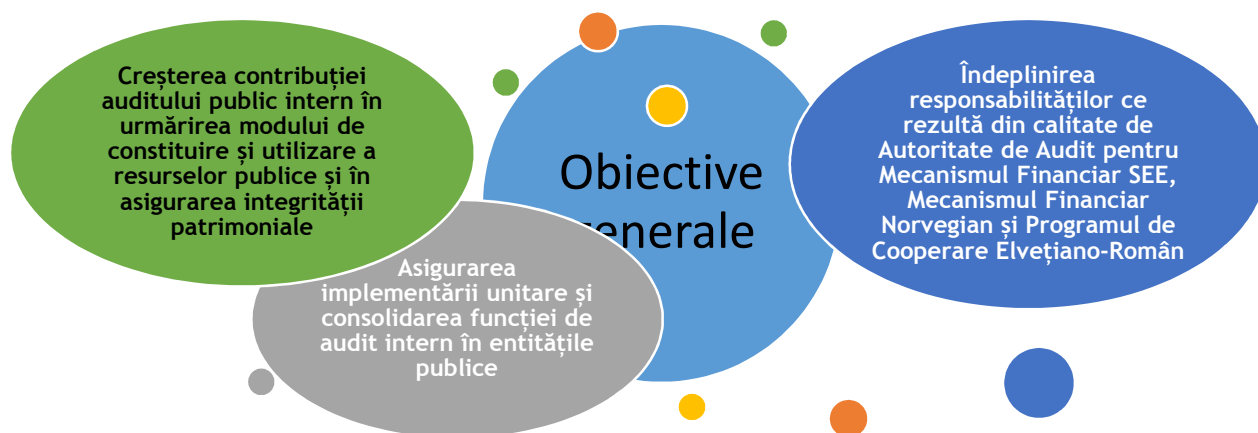 Creșterea contribuției
auditului public intern în
urmărirea modului de
constituire și utilizare a
resurselor publice și în
asigurarea integrității
patrimoniale
Obiective
generale
Asigurarea
implementării unitare și
consolidarea funcției de
audit intern în entitățile
publice
Îndeplinirea
responsabilităților ce
rezultă din calitate de
Autoritate de Audit pentru
Mecanismul Financiar SEE,
Mecanismul Financiar
Norvegian și Programul de
Cooperare Elvețiano-Român